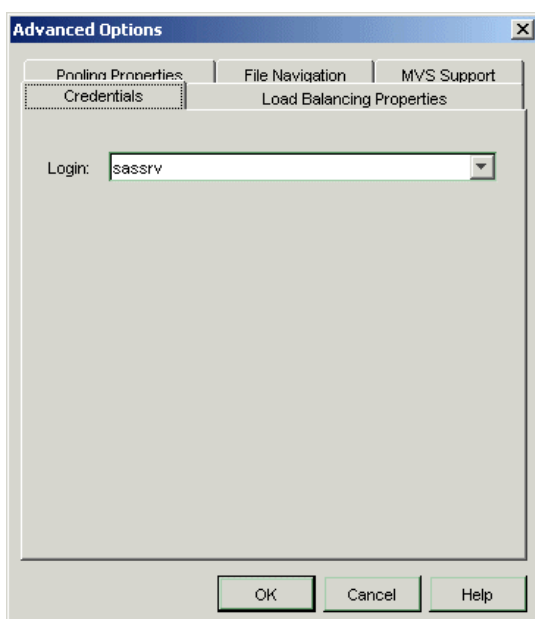 Advanced Options
Pooling Properties File Navigation MVS Support
Credentials Load Balancing Properties
Login: sassrv
OK Cancel Help